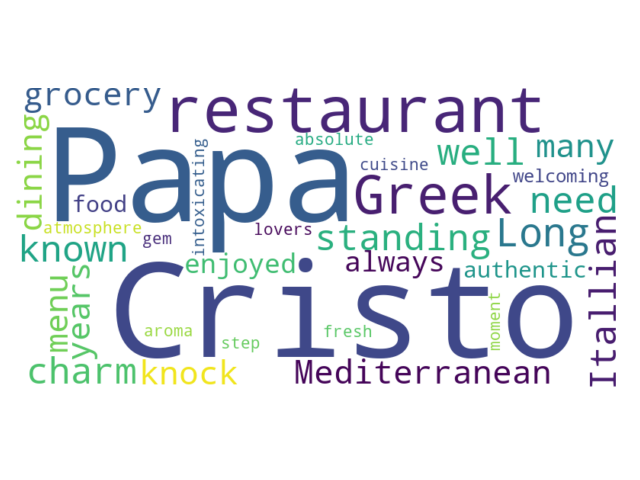 grocery
restaurant
Papa
absolute
dining
intoxicating
well
many
cuisine
welcoming
food
Greek
need
atmosphere
gem
lovers
standing
Long
known
enjoyed
always
authentic
Itallian
menu
years
Cristo
aroma
step
fresh
moment
charm
knock
Mediterranean